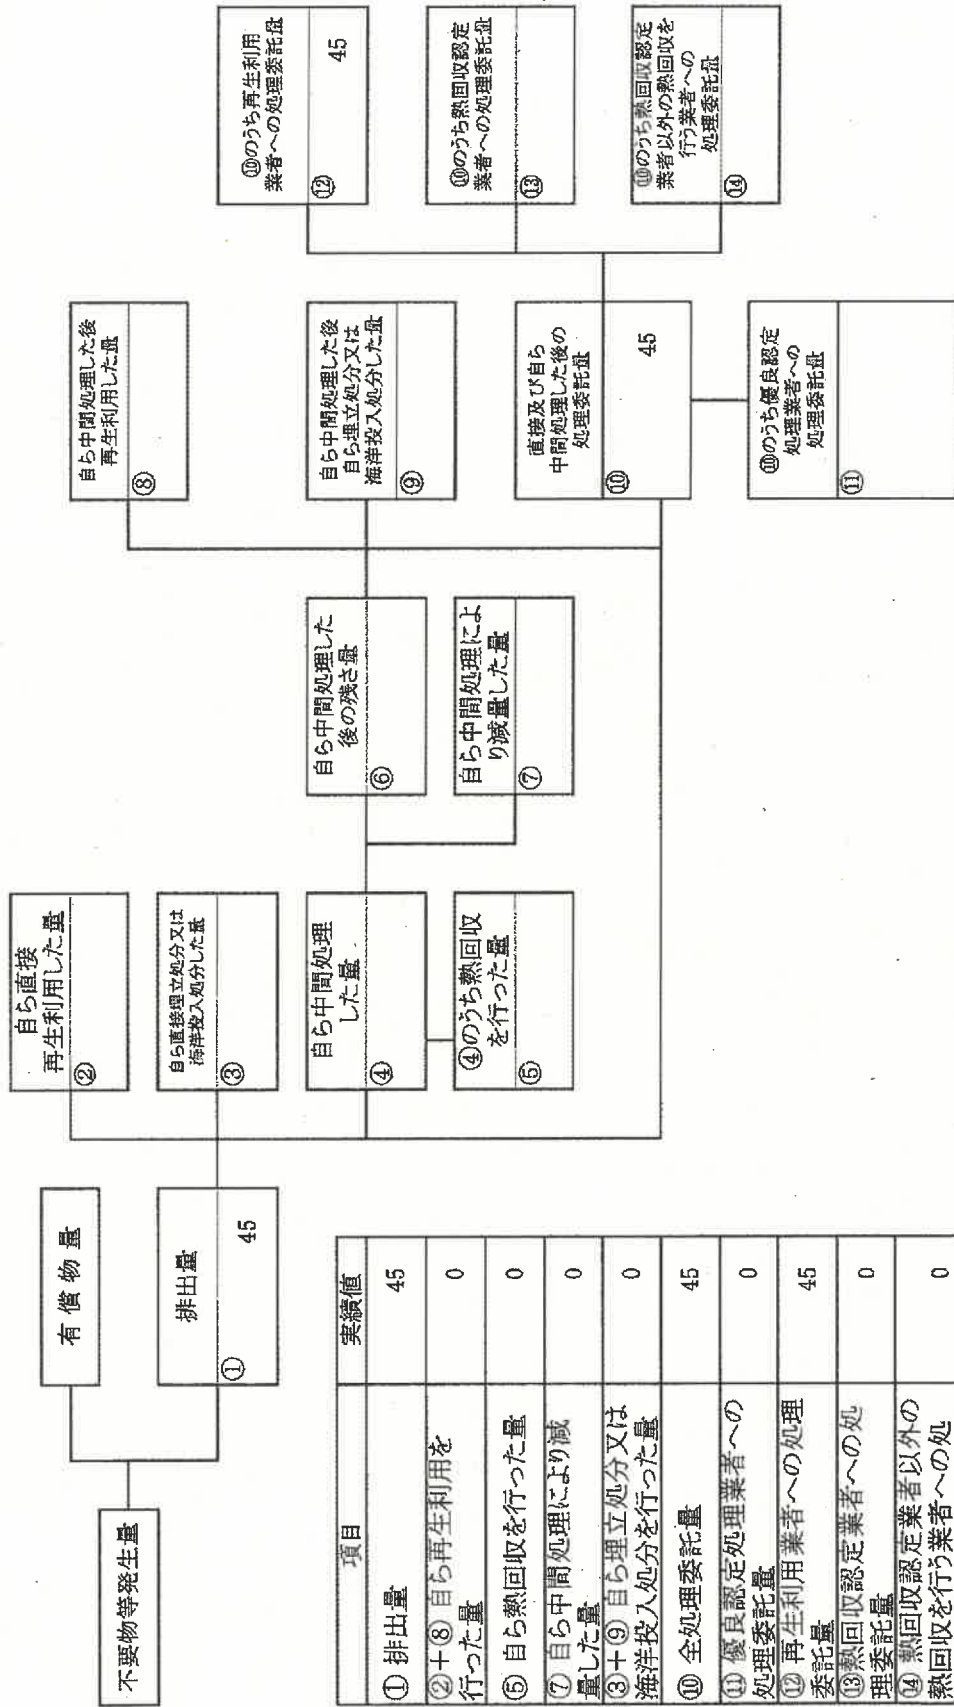 不要物等発生量
有償物量
排出量
①
45
自ら直接
再生利用した量
②
自ら直接埋立処分又は
海洋投入処分した量
③
自ら中間処理
した量
④
④のうち熱回収
を行った量
⑤
自ら中間処理した
後の残さ量
⑥
自ら中間処理によ
り減量した量
⑦
自ら中間処理した後
再生利用した量
⑧
自ら中間処理した後
自ら埋立処分又は
海洋投入処分した量
⑨
直接及び自ら
中間処理した後の
処理委託量
⑩
45
⑩のうち優良認定
処理業者への
処理委託量
⑪
⑩のうち再生利用
業者への処理委託量
⑫
45
⑩のうち熱回収認定
業者への処理委託量
⑬
⑩のうち熱回収認定
業者以外の熱回収を
行う業者への
処理委託量
⑭
項目 実績値
① 排出量 45
②+⑧ 自ら再生利用を
行った量 0
⑤ 自ら熱回収を行った量 0
⑦ 自ら中間処理により減
量した量 0
③+⑨ 自ら埋立処分又は
海洋投入処分を行った量 0
⑩ 全処理委託量 45
⑪ 優良認定処理業者への
処理委託量 0
⑫ 再生利用業者への処理
委託量 45
⑬熱回収認定業者への処
理委託量 0
⑭ 熱回収認定業者以外の
熱回収を行う業者への処 0